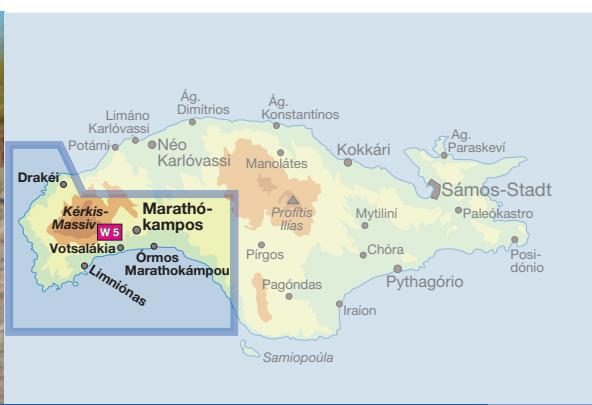 Ág.
Dimítrios
Ág.
Konstantínos
Limáno
Karlóvassi
Potámi
Néo
Karlóvassi
Manolátes
Kokkári
Ag.
Paraskeví
Drakéi
Sámos-Stadt
Kérkis-
Massiv
W 5
Marathó-
kampos
Profítis
Ilías
Mytiliní
Paleókastro
Votsalákia
Órmos
Marathokámpou
Pírgos
Chóra
Posi-
dónio
Limniónas
Pagóndas
Pythagório
Iraíon
Samiopoúla